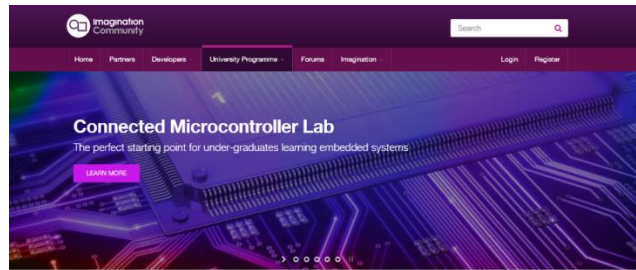 Imagination
Community
Search
Home Partners Developers University Programme Forums Imagination Login Register
Connected Microcontroller Lab
The perfect starting point for under-graduates learning embedded systems
LEARN MORE